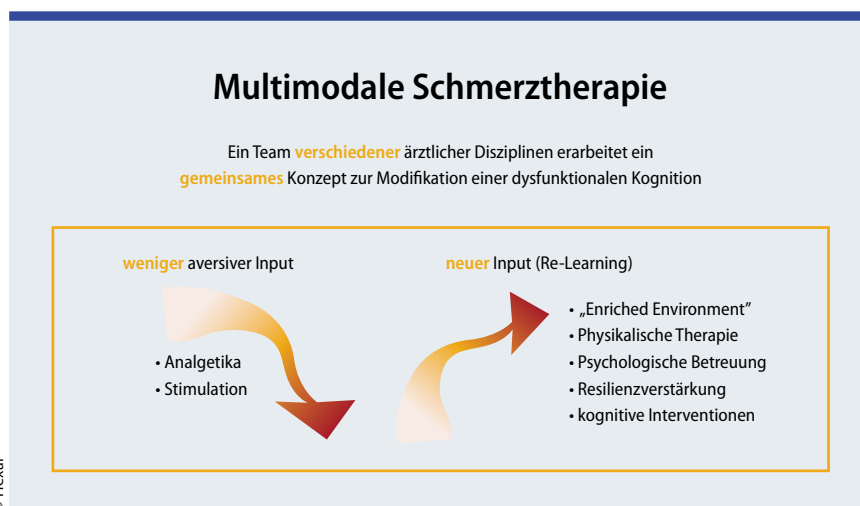 Multimodale Schmerztherapie
Ein Team verschiedener ärztlicher Disziplinen erarbeitet ein
gemeinsames Konzept zur Modifikation einer dysfunktionalen Kognition
weniger aversiver Input
• Analgetika
• Stimulation
neuer Input (Re-Learning)
• „Enriched Environment”
• Physikalische Therapie
• Psychologische Betreuung
• Resilienzverstärkung
• kognitive Interventionen